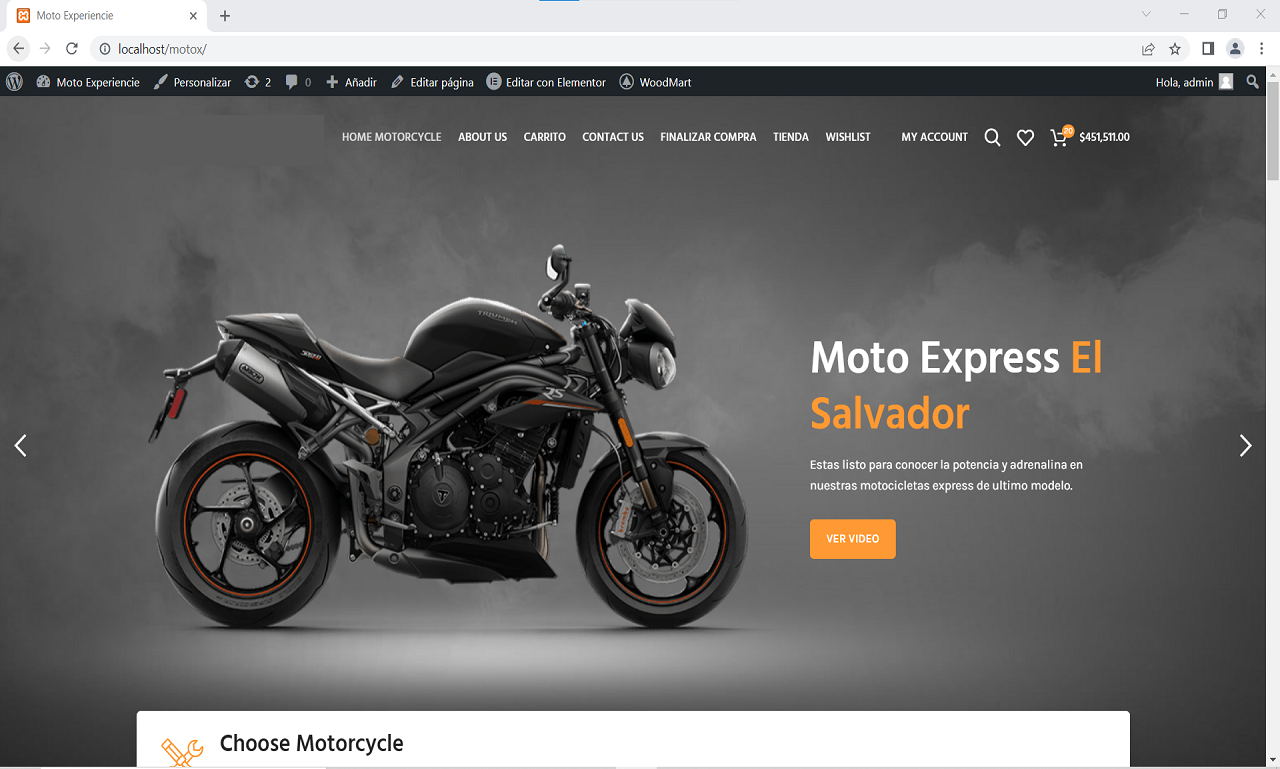 Moto Experiencie
localhost/motox/
Moto Experiencie Personalizar 2 0 Añadir Editar página Editar con Elementor WoodMart Hola, admin
HOME MOTORCYCLE ABOUT US CARRITO CONTACT US FINALIZAR COMPRA TIENDA WISHLIST MY ACCOUNT 20 $451,511.00
TRIUMPH
ARROW
RS
Moto Express El
Salvador
Estas listo para conocer la potencia y adrenalina en
nuestras motocicletas express de ultimo modelo.
VER VIDEO
Choose Motorcycle